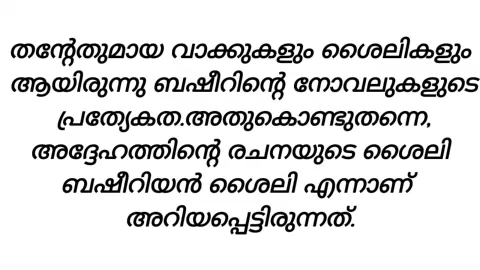 തന്റേതുമായ വാക്കുകളും ശൈലികളും
ആയിരുന്നു ബഷീറിന്റെ നോവലുകളുടെ
പ്രത്യേകത.അതുകൊണ്ടുതന്നെ,
അദ്ദേഹത്തിന്റെ രചനയുടെ ശൈലി
ബഷീറിയൻ ശൈലി എന്നാണ്
അറിയപ്പെട്ടിരുന്നത്.